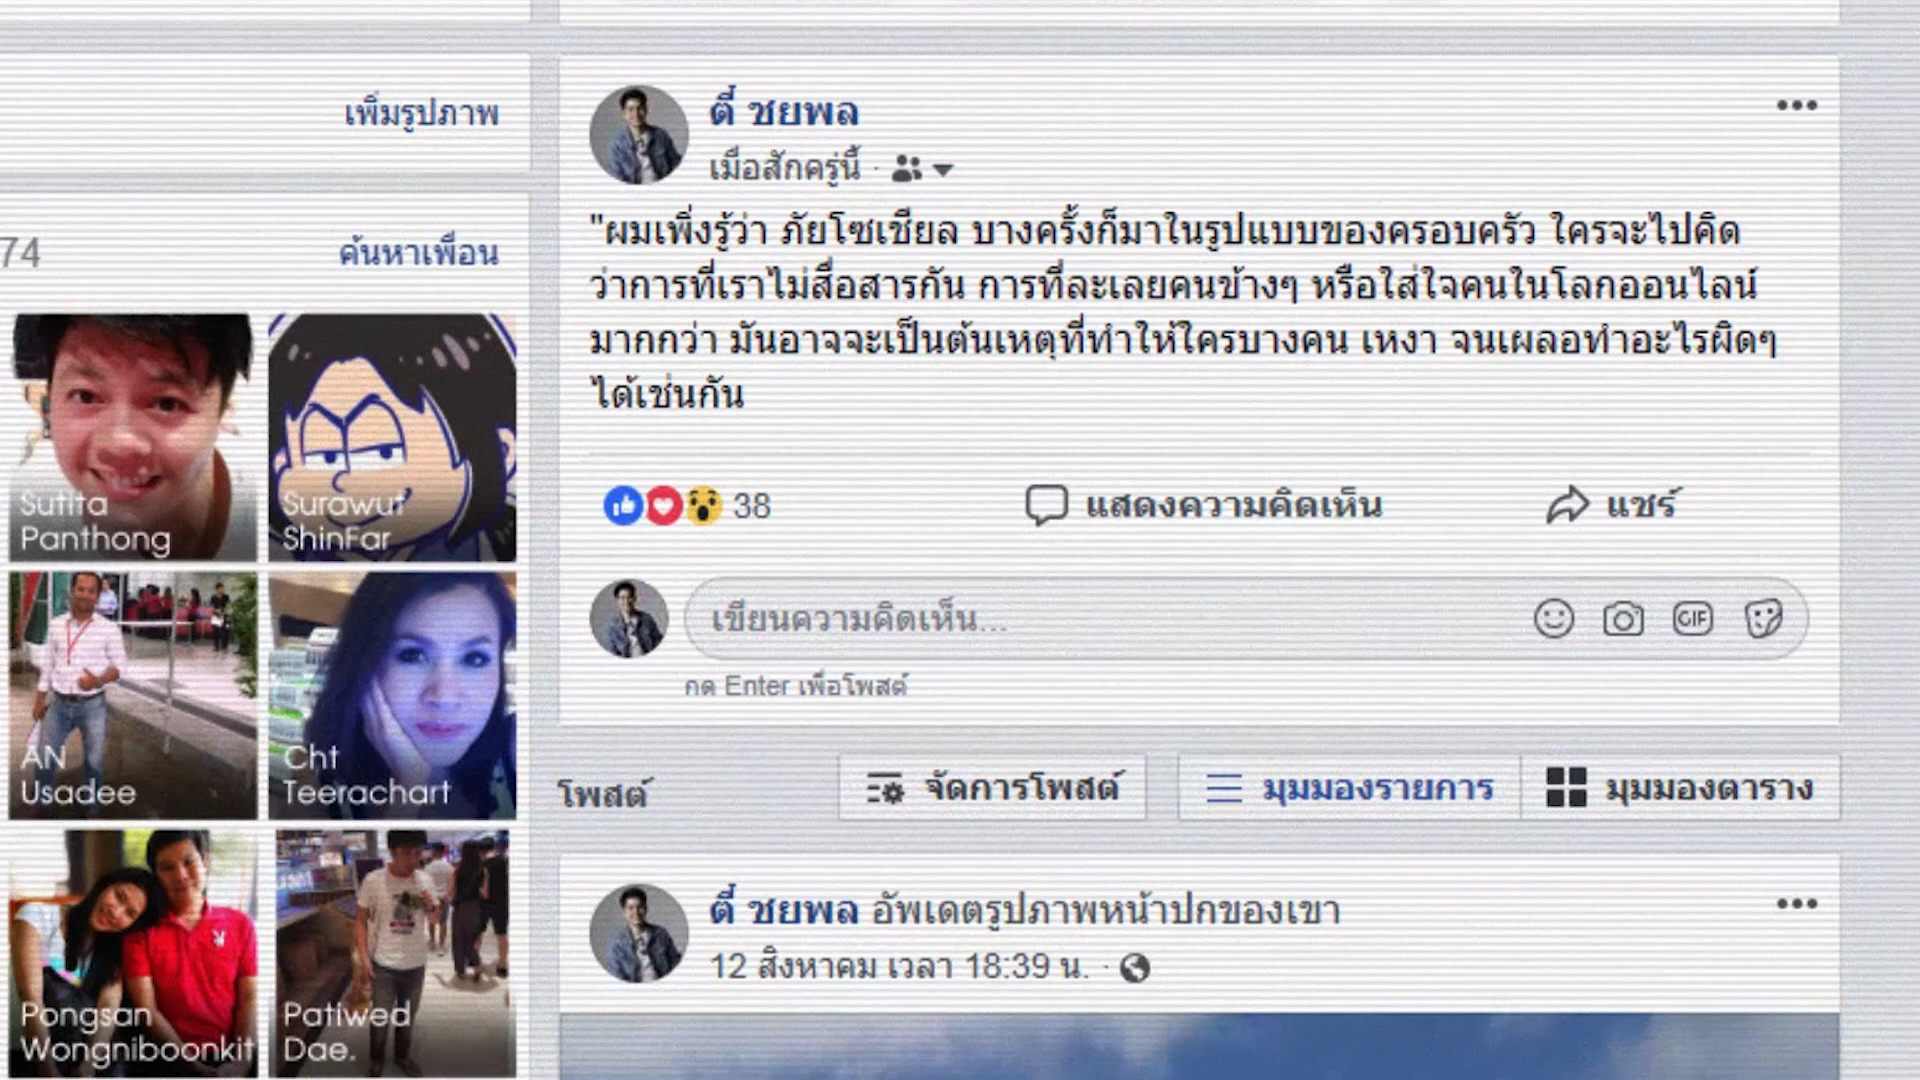 เพิ่มรูปภาพ
74
ค้นหาเพื่อน
Sutita
Panthong
Surawut
ShinFar
AN
Usadee
Cht
Teerachart
Pongsan
Wongniboonkit
Patiwed
Dae.
ตี๋ ชยพล
เมื่อสักครู่นี้ ·
"ผมเพิ่งรู้ว่า ภัยโซเชียล บางครั้งก็มาในรูปแบบของครอบครัว ใครจะไปคิด
ว่าการที่เราไม่สื่อสารกัน การที่ละเลยคนข้างๆ หรือใส่ใจคนในโลกออนไลน์
มากกว่า มันอาจจะเป็นต้นเหตุที่ทำให้ใครบางคน เหงา จนเผลอทำอะไรผิดๆ
ได้เช่นกัน
38 แสดงความคิดเห็น แชร์
เขียนความคิดเห็น... GIF
กด Enter เพื่อโพสต์
โพสต์ จัดการโพสต์ มุมมองรายการ มุมมองตาราง
ตี๋ ชยพล อัพเดตรูปภาพหน้าปกของเขา
12 สิงหาคม เวลา 18:39 น. ·